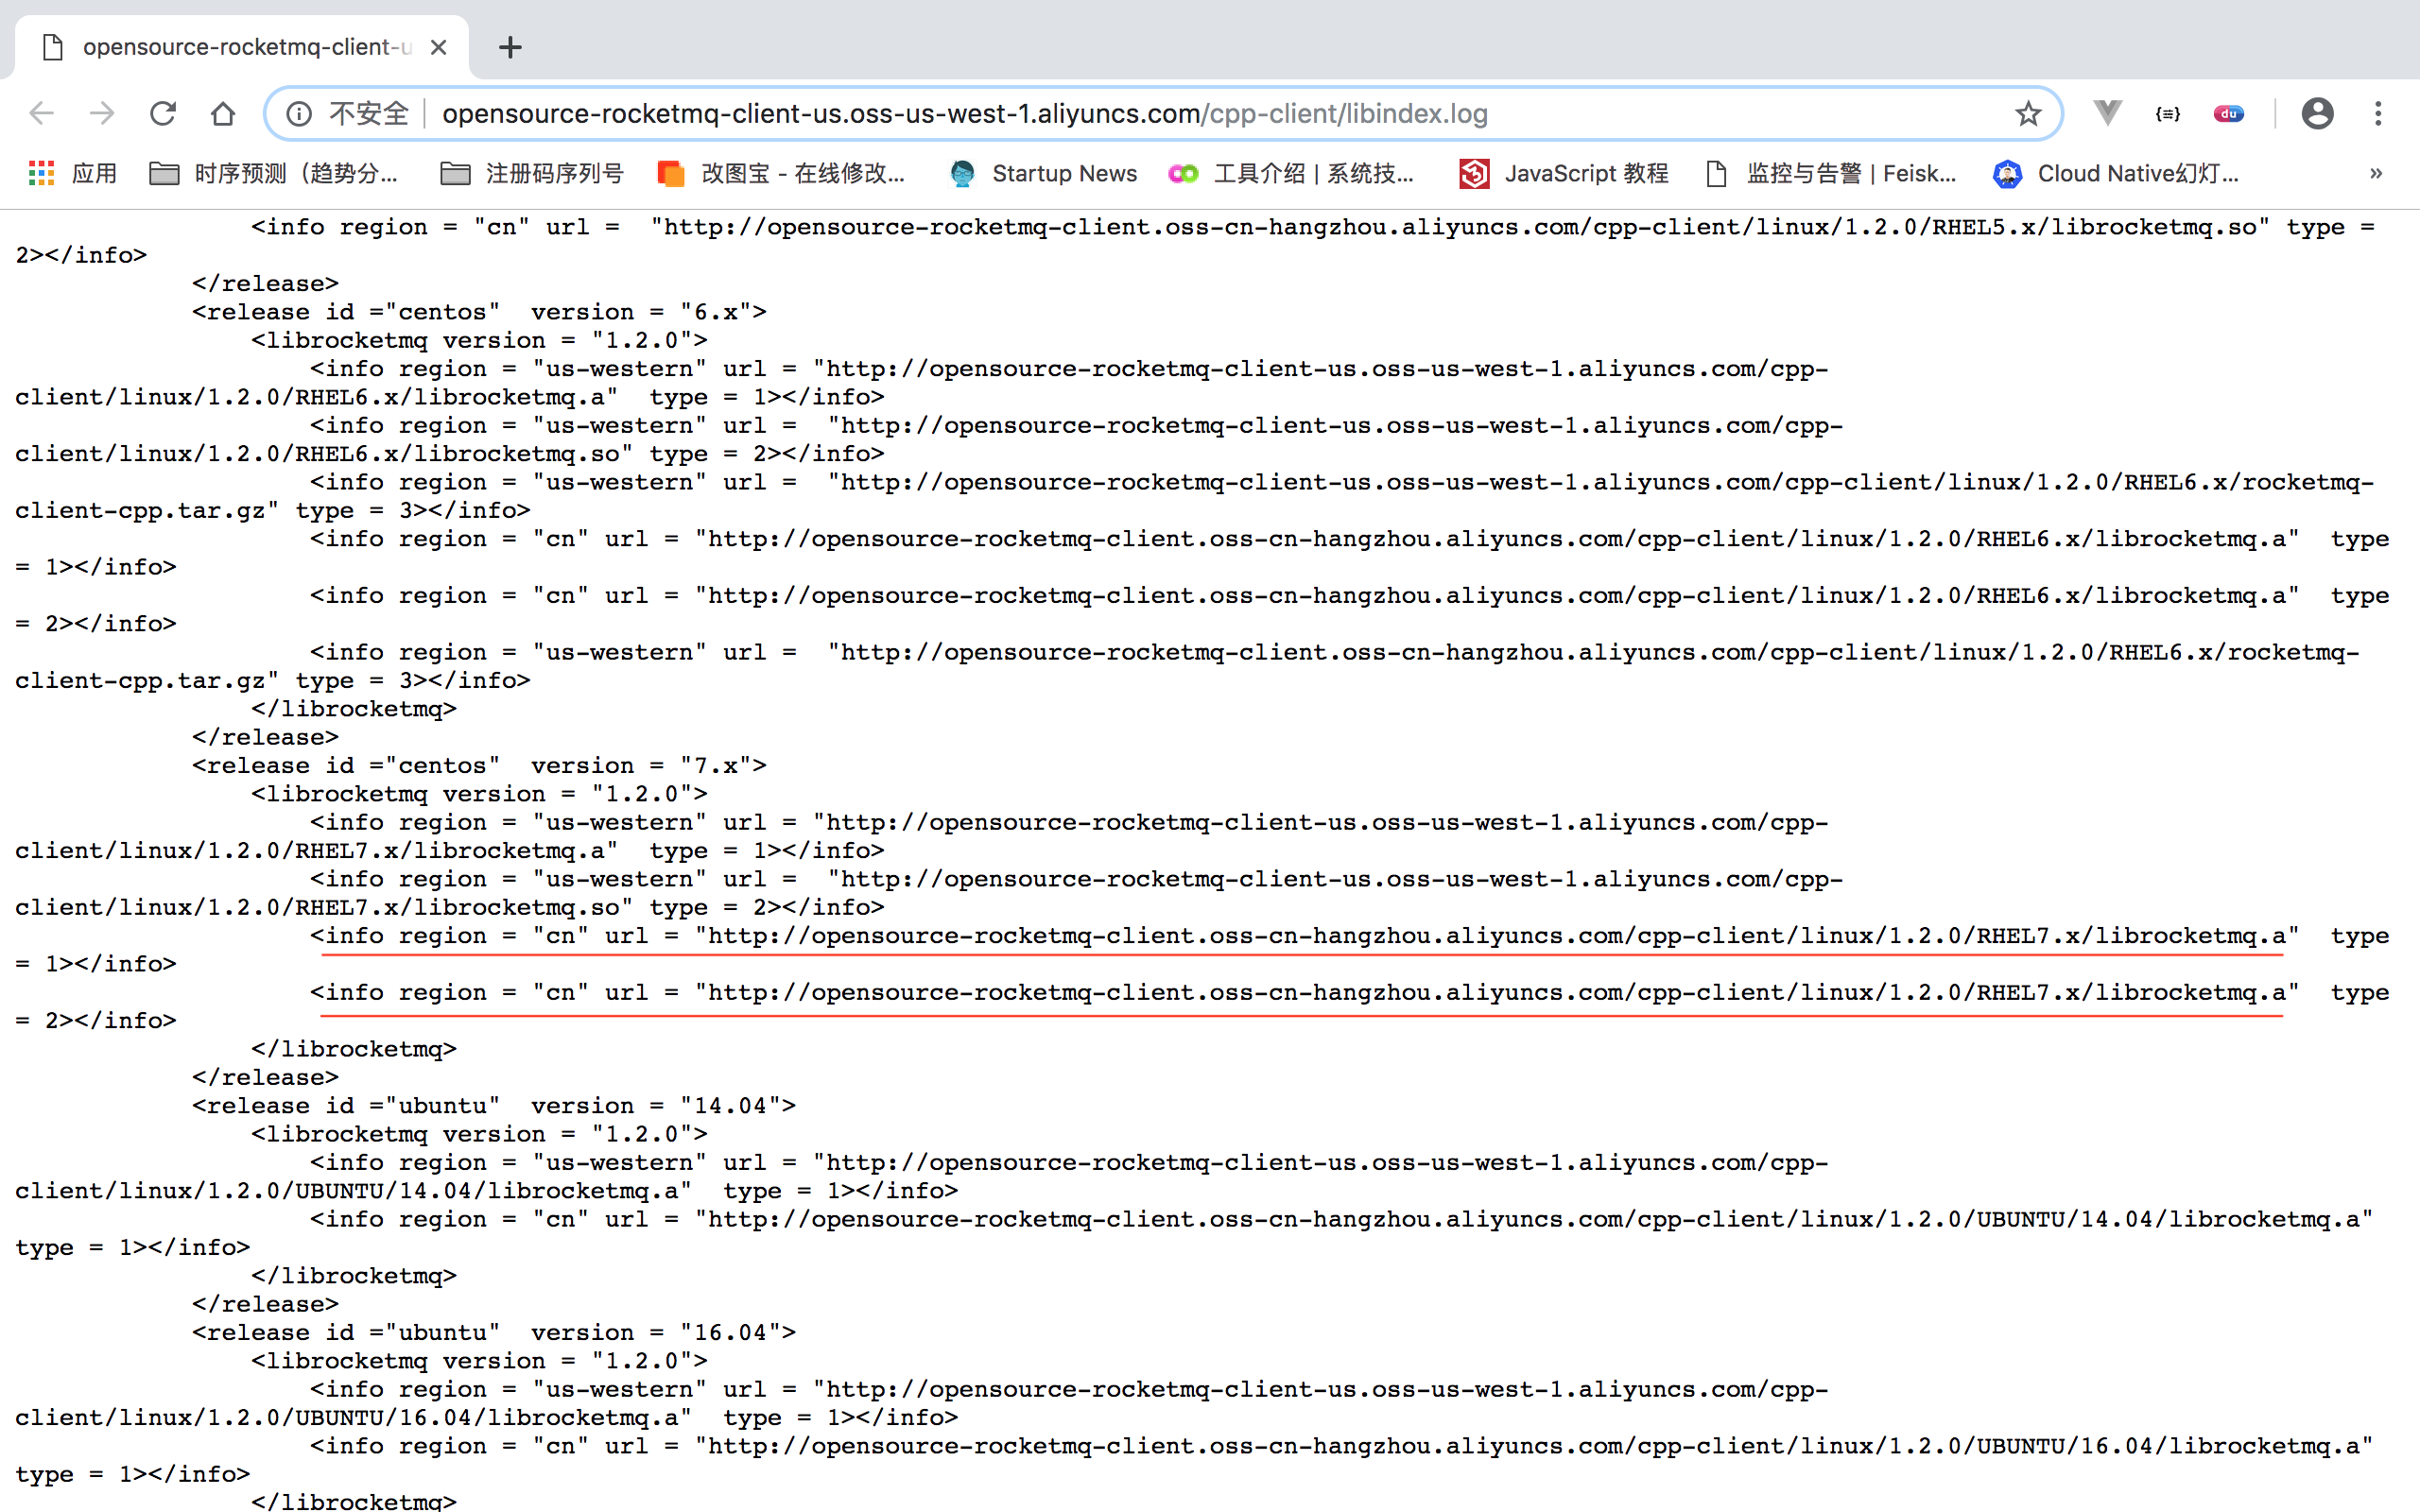 opensource-rocketmq-client-u
不安全 opensource-rocketmq-client-us.oss-us-west-1.aliyuncs.com/cpp-client/libindex.log
{≡} du
应用 时序预测（趋势分... 注册码序列号 改图宝 - 在线修改... Startup News 工具介绍 | 系统技... JavaScript 教程 监控与告警 | Feisk... Cloud Native幻灯... »
<info region = "cn" url =  "http://opensource-rocketmq-client.oss-cn-hangzhou.aliyuncs.com/cpp-client/linux/1.2.0/RHEL5.x/librocketmq.so" type =
2></info>
</release>
<release id ="centos"  version = "6.x">
<librocketmq version = "1.2.0">
<info region = "us-western" url = "http://opensource-rocketmq-client-us.oss-us-west-1.aliyuncs.com/cpp-
client/linux/1.2.0/RHEL6.x/librocketmq.a"  type = 1></info>
<info region = "us-western" url =  "http://opensource-rocketmq-client-us.oss-us-west-1.aliyuncs.com/cpp-
client/linux/1.2.0/RHEL6.x/librocketmq.so" type = 2></info>
<info region = "us-western" url =  "http://opensource-rocketmq-client-us.oss-us-west-1.aliyuncs.com/cpp-client/linux/1.2.0/RHEL6.x/rocketmq-
client-cpp.tar.gz" type = 3></info>
<info region = "cn" url = "http://opensource-rocketmq-client.oss-cn-hangzhou.aliyuncs.com/cpp-client/linux/1.2.0/RHEL6.x/librocketmq.a"  type
= 1></info>
<info region = "cn" url = "http://opensource-rocketmq-client.oss-cn-hangzhou.aliyuncs.com/cpp-client/linux/1.2.0/RHEL6.x/librocketmq.a"  type
= 2></info>
<info region = "us-western" url =  "http://opensource-rocketmq-client.oss-cn-hangzhou.aliyuncs.com/cpp-client/linux/1.2.0/RHEL6.x/rocketmq-
client-cpp.tar.gz" type = 3></info>
</librocketmq>
</release>
<release id ="centos"  version = "7.x">
<librocketmq version = "1.2.0">
<info region = "us-western" url = "http://opensource-rocketmq-client-us.oss-us-west-1.aliyuncs.com/cpp-
client/linux/1.2.0/RHEL7.x/librocketmq.a"  type = 1></info>
<info region = "us-western" url =  "http://opensource-rocketmq-client-us.oss-us-west-1.aliyuncs.com/cpp-
client/linux/1.2.0/RHEL7.x/librocketmq.so" type = 2></info>
<info region = "cn" url = "http://opensource-rocketmq-client.oss-cn-hangzhou.aliyuncs.com/cpp-client/linux/1.2.0/RHEL7.x/librocketmq.a"  type
= 1></info>
<info region = "cn" url = "http://opensource-rocketmq-client.oss-cn-hangzhou.aliyuncs.com/cpp-client/linux/1.2.0/RHEL7.x/librocketmq.a"  type
= 2></info>
</librocketmq>
</release>
<release id ="ubuntu"  version = "14.04">
<librocketmq version = "1.2.0">
<info region = "us-western" url = "http://opensource-rocketmq-client-us.oss-us-west-1.aliyuncs.com/cpp-
client/linux/1.2.0/UBUNTU/14.04/librocketmq.a"  type = 1></info>
<info region = "cn" url = "http://opensource-rocketmq-client.oss-cn-hangzhou.aliyuncs.com/cpp-client/linux/1.2.0/UBUNTU/14.04/librocketmq.a"
type = 1></info>
</librocketmq>
</release>
<release id ="ubuntu"  version = "16.04">
<librocketmq version = "1.2.0">
<info region = "us-western" url = "http://opensource-rocketmq-client-us.oss-us-west-1.aliyuncs.com/cpp-
client/linux/1.2.0/UBUNTU/16.04/librocketmq.a"  type = 1></info>
<info region = "cn" url = "http://opensource-rocketmq-client.oss-cn-hangzhou.aliyuncs.com/cpp-client/linux/1.2.0/UBUNTU/16.04/librocketmq.a"
type = 1></info>
</librocketmq>